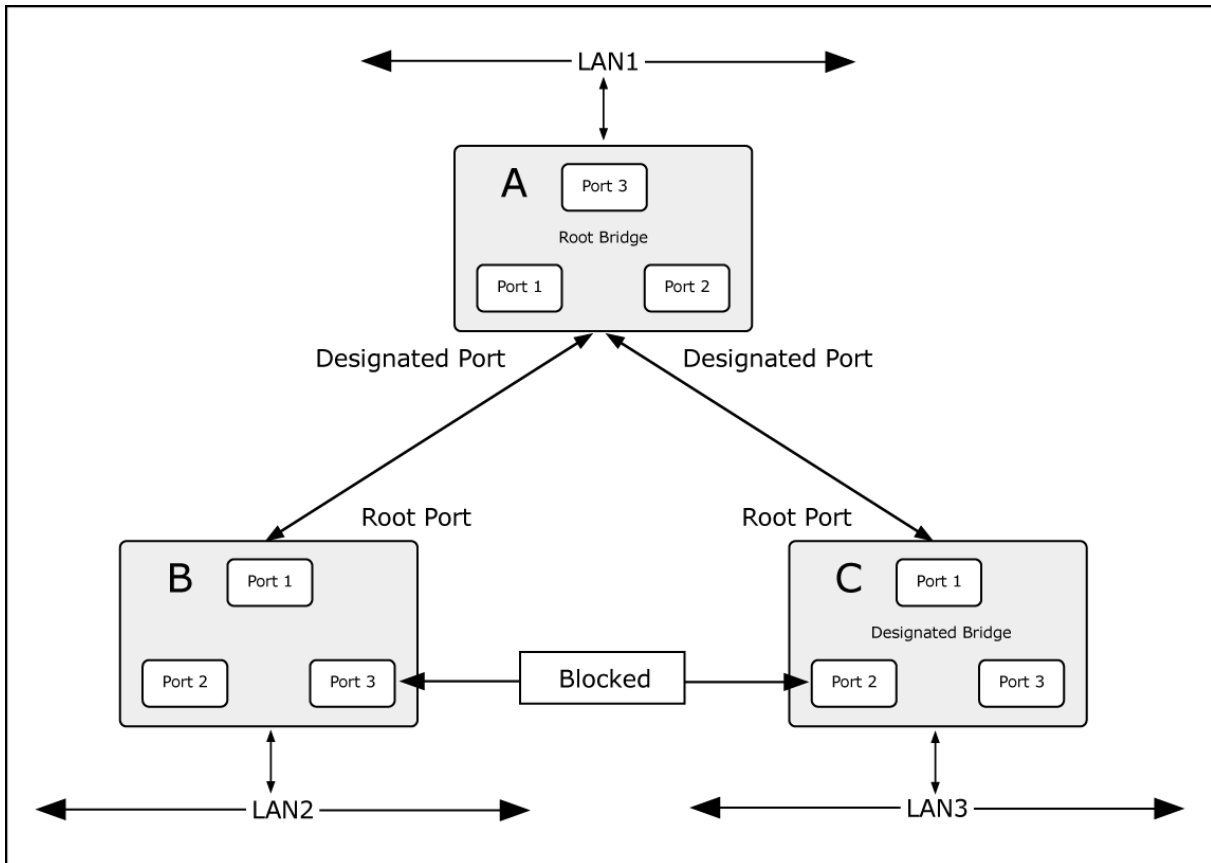 LAN1
A
Port 3
Root Bridge
Port 1
Port 2
Designated Port
Designated Port
Root Port
Root Port
B
Port 1
Port 2
Port 3
Blocked
C
Port 1
Designated Bridge
Port 2
Port 3
LAN2
LAN3